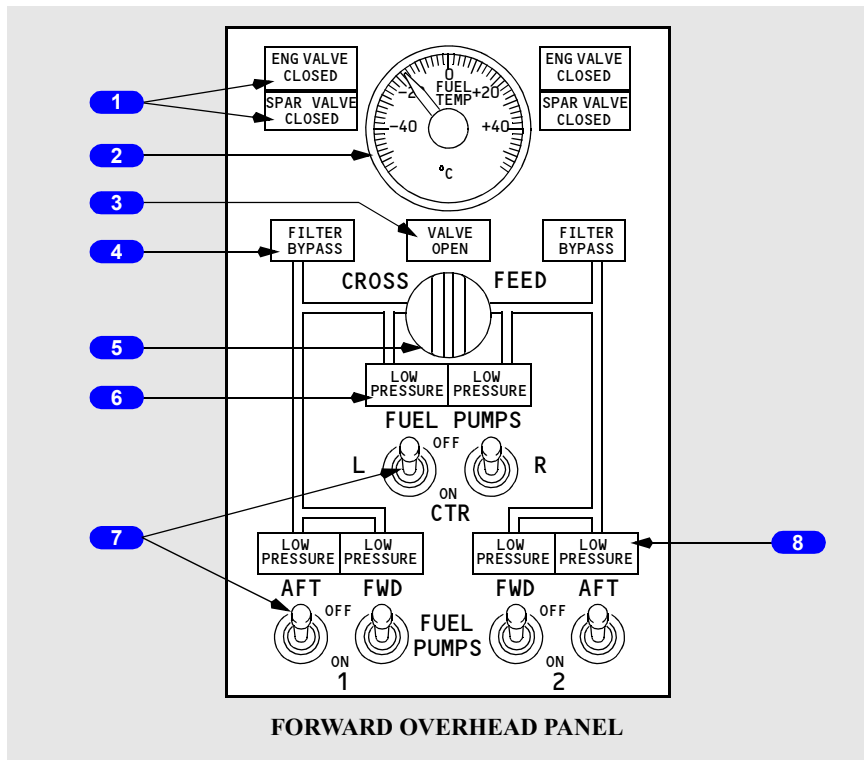 ENG VALVE
CLOSED
SPAR VALVE
CLOSED
ENG VALVE
CLOSED
SPAR VALVE
CLOSED
0
-20
FUEL
TEMP
+20
-40
+40
°C
1
2
3
4
FILTER
BYPASS
VALVE
OPEN
FILTER
BYPASS
CROSS FEED
5
6
LOW
PRESSURE
LOW
PRESSURE
FUEL PUMPS
OFF
L R
ON
CTR
7
8
LOW
PRESSURE
LOW
PRESSURE
LOW
PRESSURE
LOW
PRESSURE
AFT FWD FWD AFT
OFF OFF
FUEL
PUMPS
ON ON
1 2
FORWARD OVERHEAD PANEL